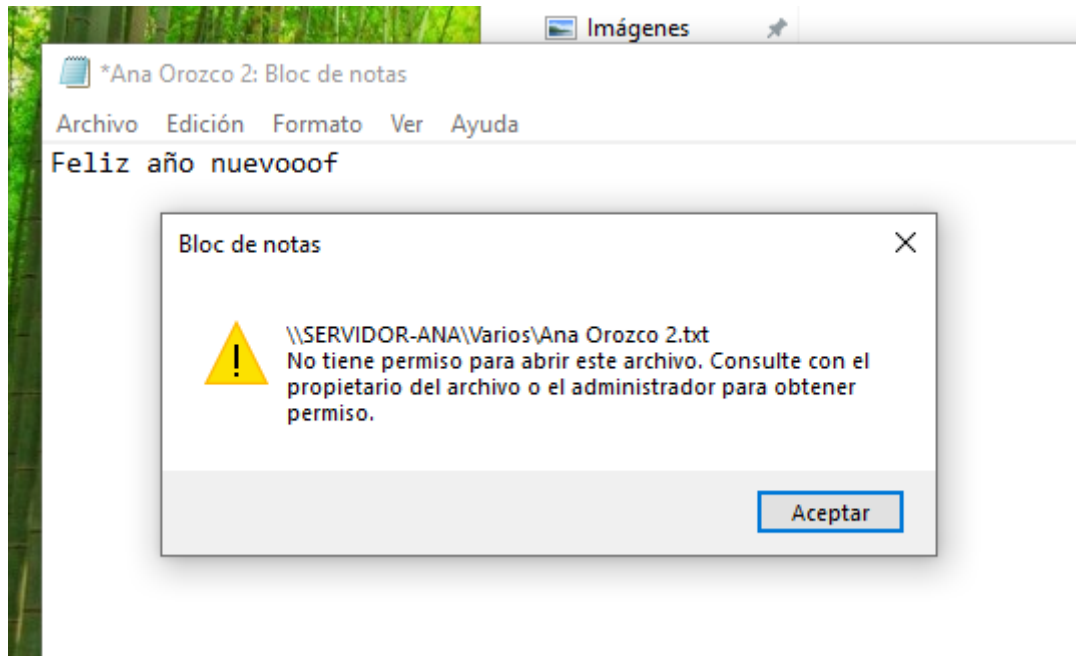 Imágenes
*Ana Orozco 2: Bloc de notas
Archivo Edición Formato Ver Ayuda
Feliz año nuevooof
Bloc de notas
\\SERVIDOR-ANA\Varios\Ana Orozco 2.txt
No tiene permiso para abrir este archivo. Consulte con el
propietario del archivo o el administrador para obtener
permiso.
Aceptar